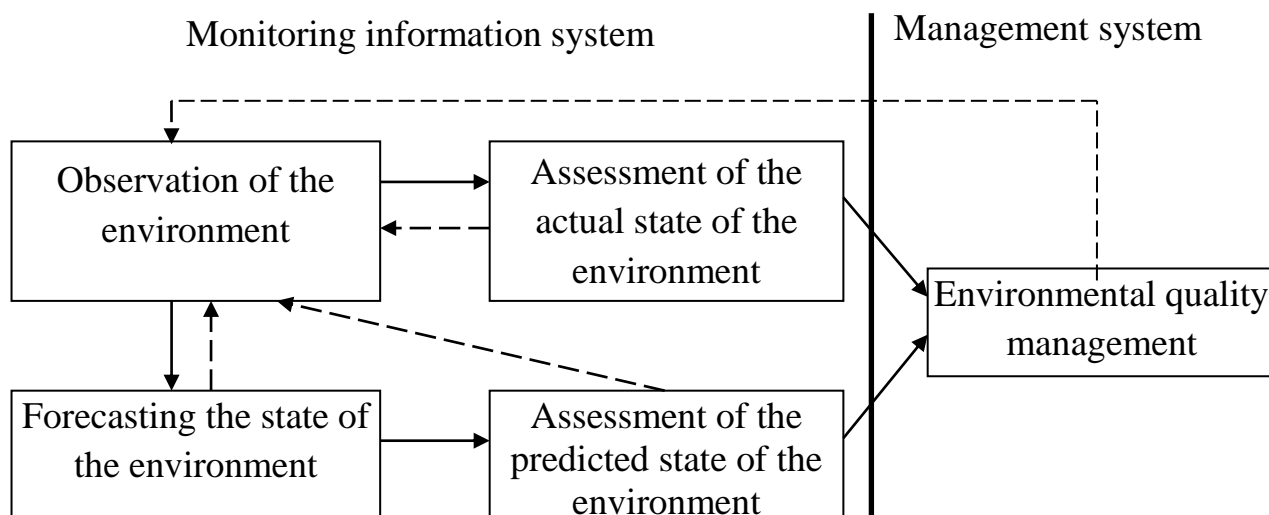 Monitoring information system
Management system
Observation of the
environment
Assessment of the
actual state of the
environment
Environmental quality
management
Forecasting the state of
the environment
Assessment of the
predicted state of the
environment